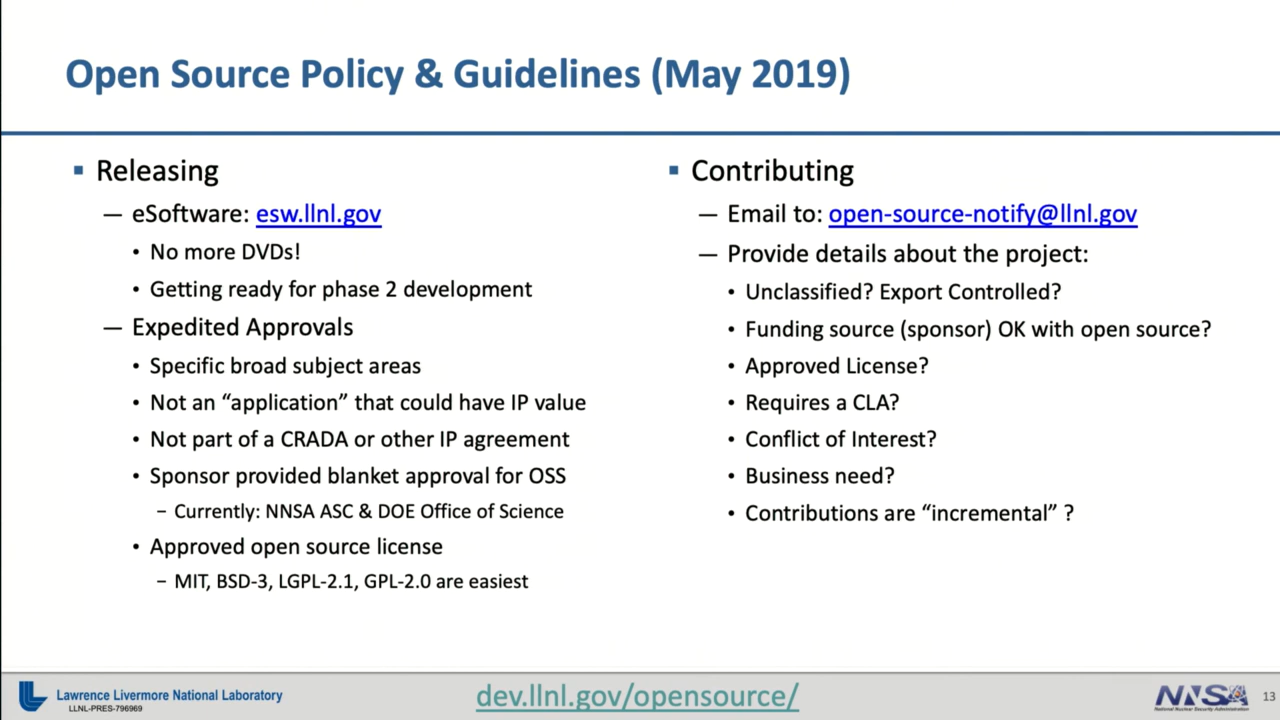 Open Source Policy & Guidelines (May 2019)
▪ Releasing
— eSoftware: esw.llnl.gov
• No more DVDs!
• Getting ready for phase 2 development
— Expedited Approvals
• Specific broad subject areas
• Not an “application” that could have IP value
• Not part of a CRADA or other IP agreement
• Sponsor provided blanket approval for OSS
− Currently: NNSA ASC & DOE Office of Science
• Approved open source license
− MIT, BSD-3, LGPL-2.1, GPL-2.0 are easiest
▪ Contributing
— Email to: open-source-notify@llnl.gov
— Provide details about the project:
• Unclassified? Export Controlled?
• Funding source (sponsor) OK with open source?
• Approved License?
• Requires a CLA?
• Conflict of Interest?
• Business need?
• Contributions are “incremental” ?
Lawrence Livermore National Laboratory
LLNL-PRES-796969
dev.llnl.gov/opensource/
NNSA
National Nuclear Security Administration
13